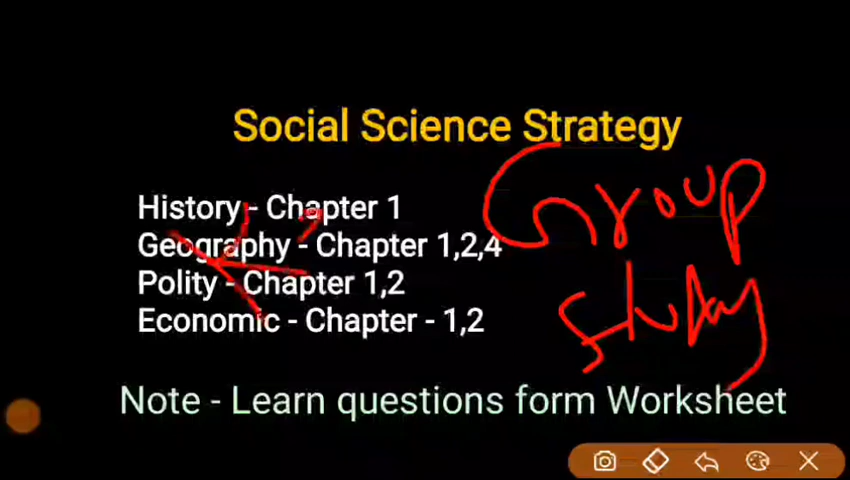 Social Science Strategy
History - Chapter 1
Geography - Chapter 1,2,4
Polity - Chapter 1,2
Economic - Chapter - 1,2
Group
Study
Note - Learn questions form Worksheet